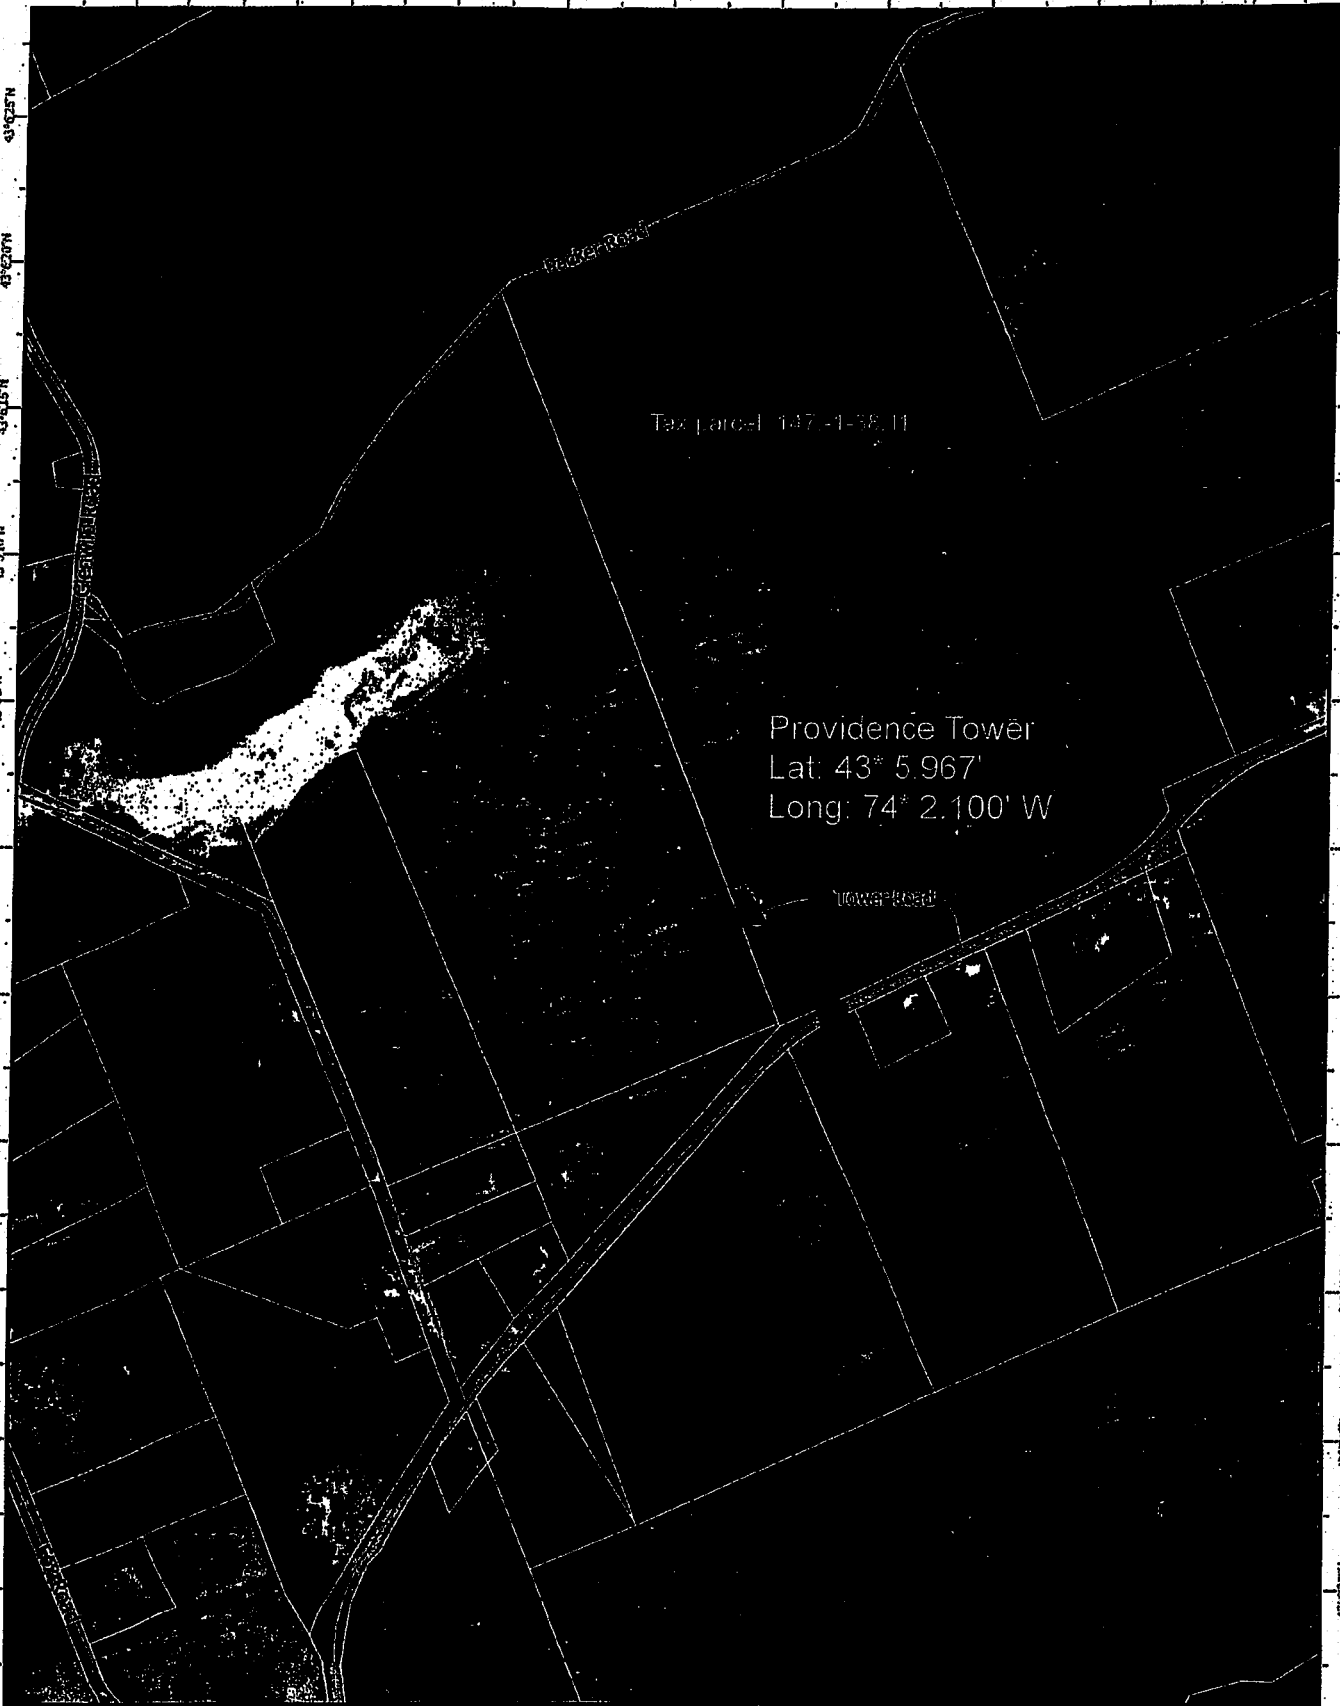 43°6'25"N
43°6'20"N
43°6'15"N
Parker Road
Tax parcel 147.-1-38.11
Providence Tower
Lat: 43° 5.967'
Long: 74° 2.100' W
Tower Road